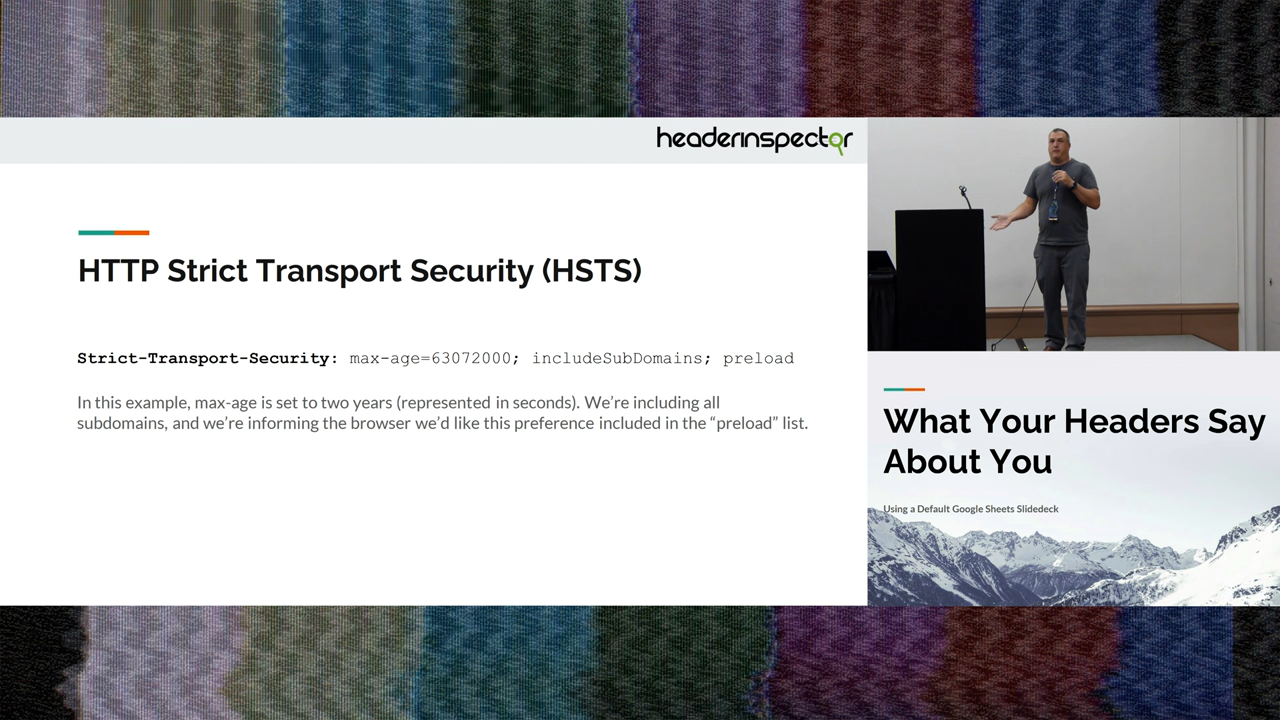 headerinspector
HTTP Strict Transport Security (HSTS)
Strict-Transport-Security: max-age=63072000; includeSubDomains; preload
In this example, max-age is set to two years (represented in seconds). We’re including all
subdomains, and we’re informing the browser we’d like this preference included in the “preload” list.
What Your Headers Say
About You
Using a Default Google Sheets Slidedeck